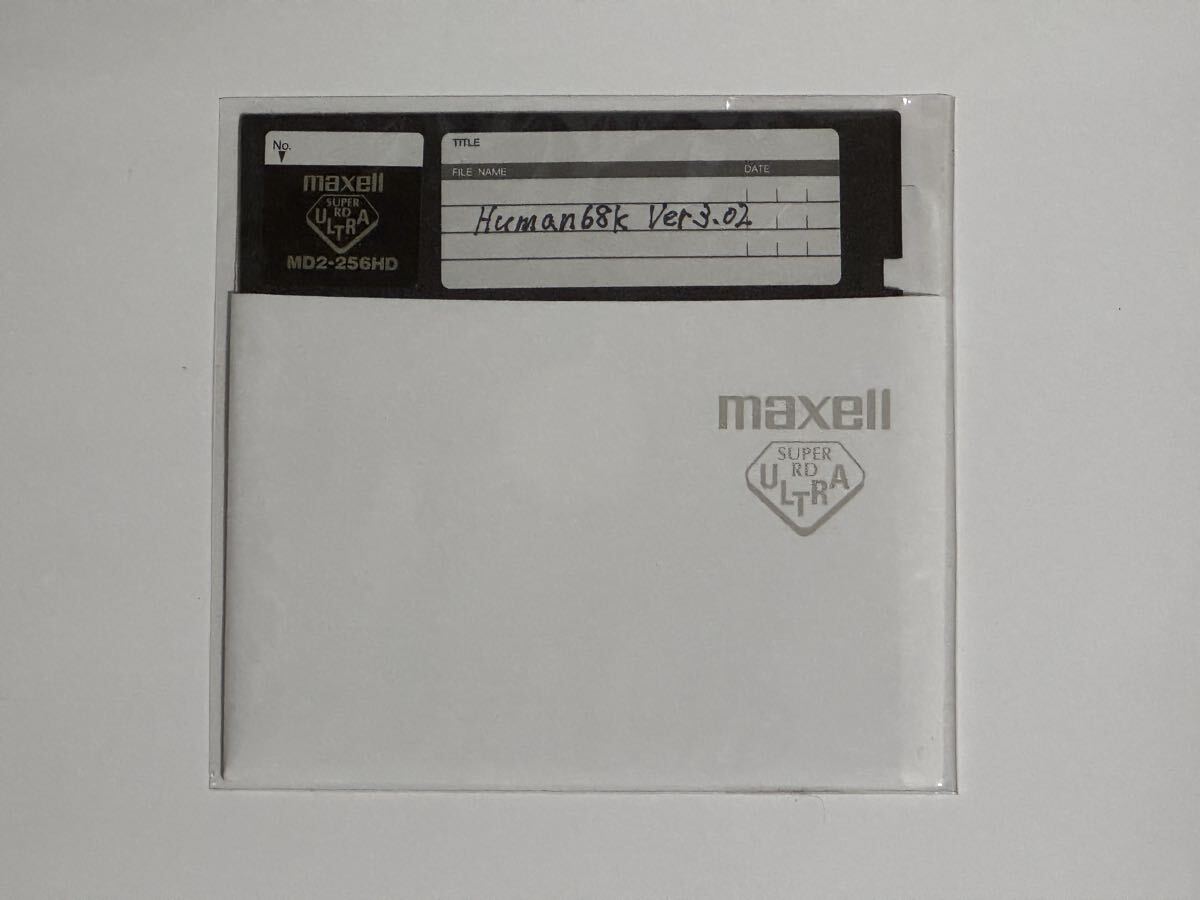 No.
maxell
SUPER
RD
ULTRA
MD2-256HD
TITLE
FILE NAME DATE
Human68k Ver3.02
maxell
SUPER
RD
ULTRA